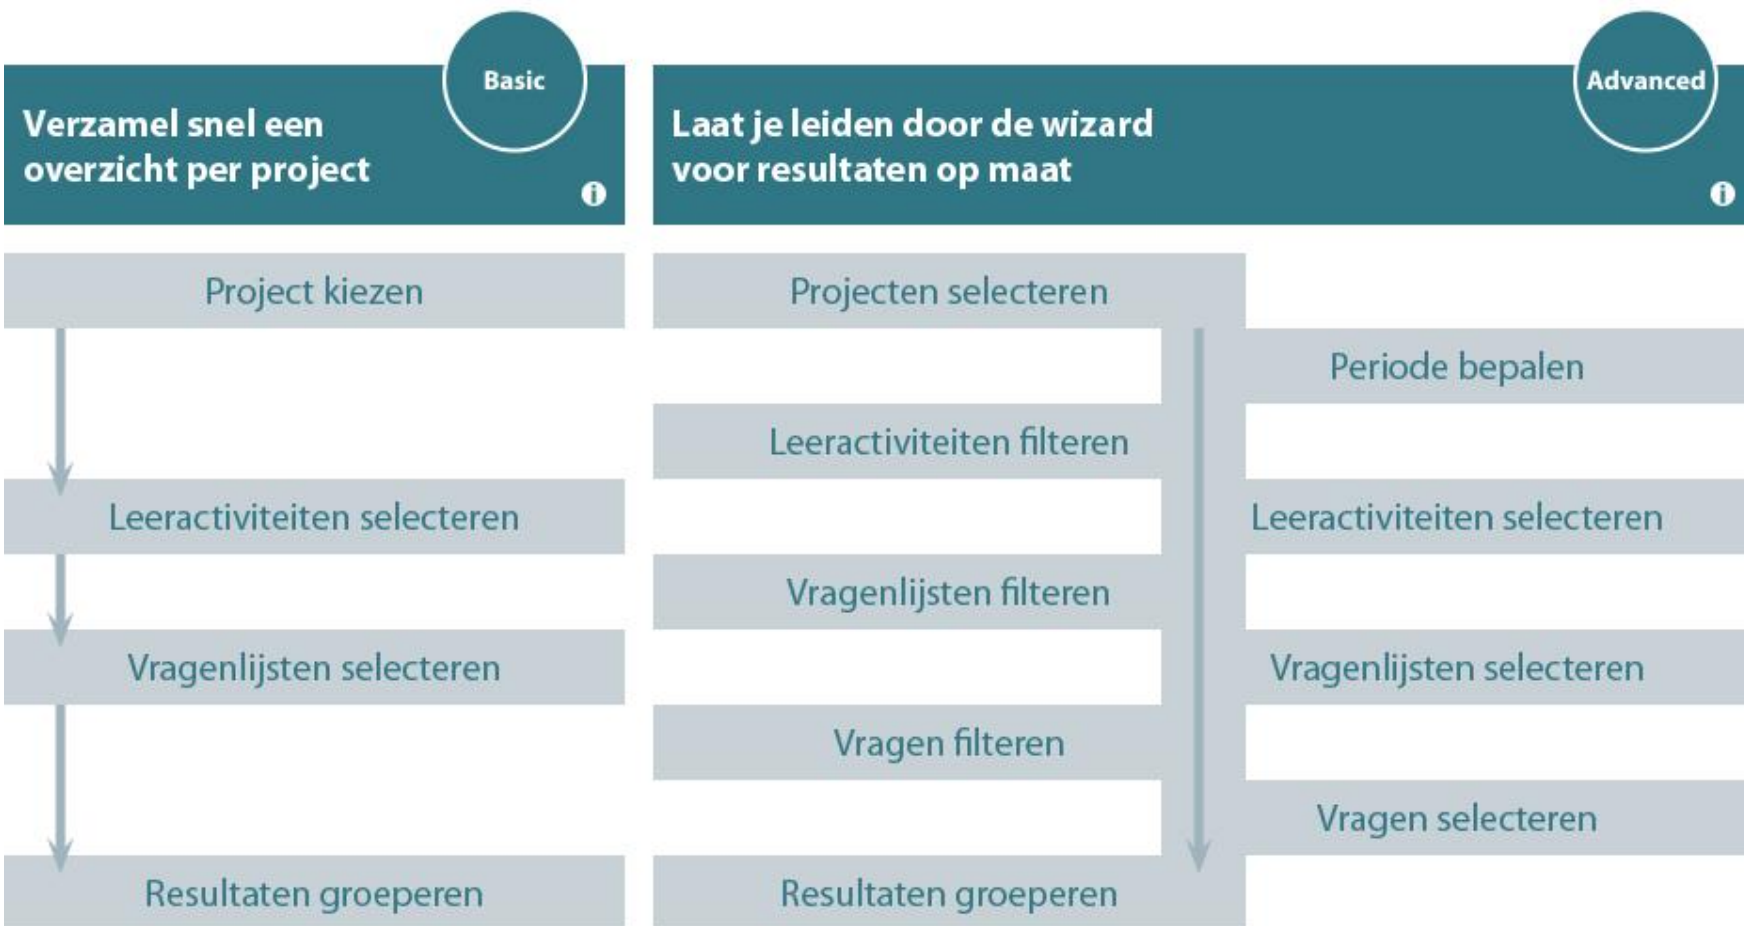 Basic
Verzamel snel een
overzicht per project
i
Project kiezen
Leeractiviteiten selecteren
Vragenlijsten selecteren
Resultaten groeperen
Advanced
Laat je leiden door de wizard
voor resultaten op maat
i
Projecten selecteren
Periode bepalen
Leeractiviteiten filteren
Leeractiviteiten selecteren
Vragenlijsten filteren
Vragenlijsten selecteren
Vragen filteren
Vragen selecteren
Resultaten groeperen